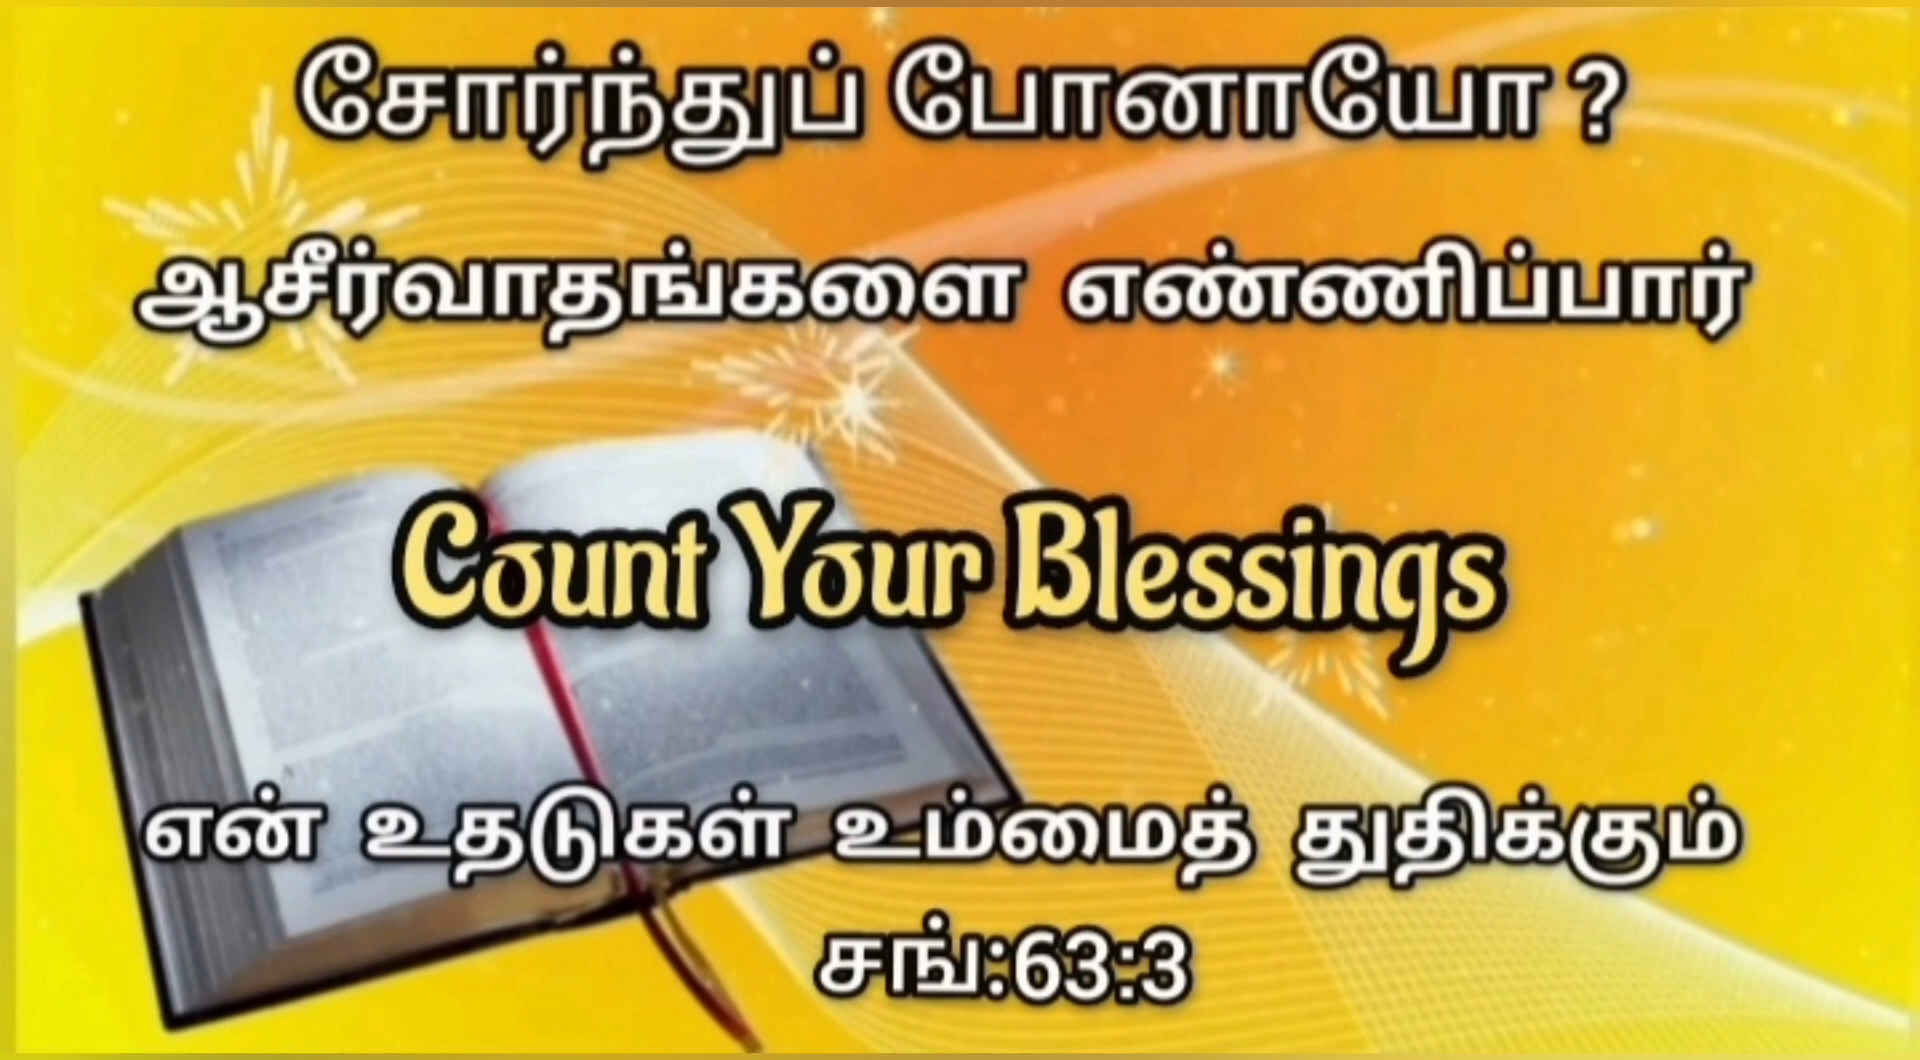 சோர்ந்துப் போனாயோ ?
ஆசீர்வாதங்களை எண்ணிப்பார்
Count Your Blessings
என் உதடுகள் உம்மைத் துதிக்கும்
சங்:63:3